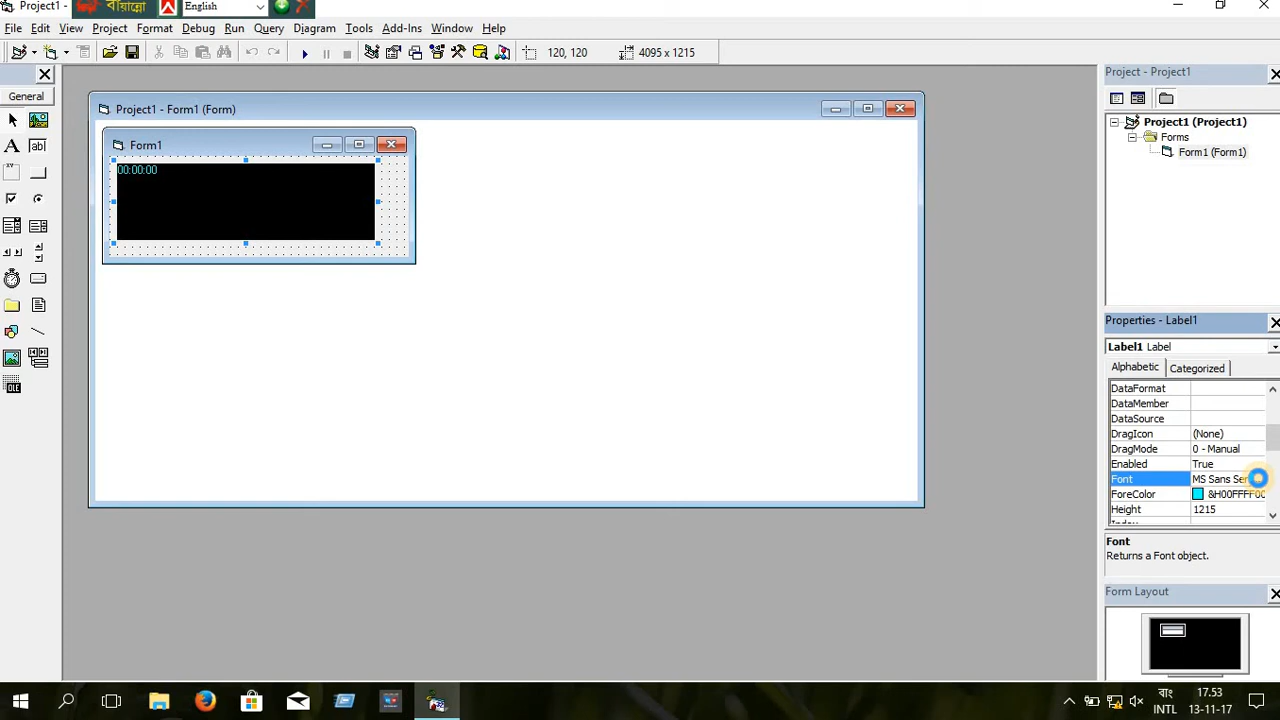 Project1 -
বায়ান্নো
English
File Edit View Project Format Debug Run Query Diagram Tools Add-Ins Window Help
120, 120
4095 x 1215
General
A
ab|
Project1 - Form1 (Form)
Form1
00:00:00
Project - Project1
Project1 (Project1)
Forms
Form1 (Form1)
Properties - Label1
Label1 Label
Alphabetic Categorized
DataFormat
DataMember
DataSource
DragIcon (None)
DragMode 0 - Manual
Enabled True
Font MS Sans Ser
ForeColor &H00FFFF0
Height 1215
Font
Returns a Font object.
Form Layout
বাং
INTL
17.53
13-11-17